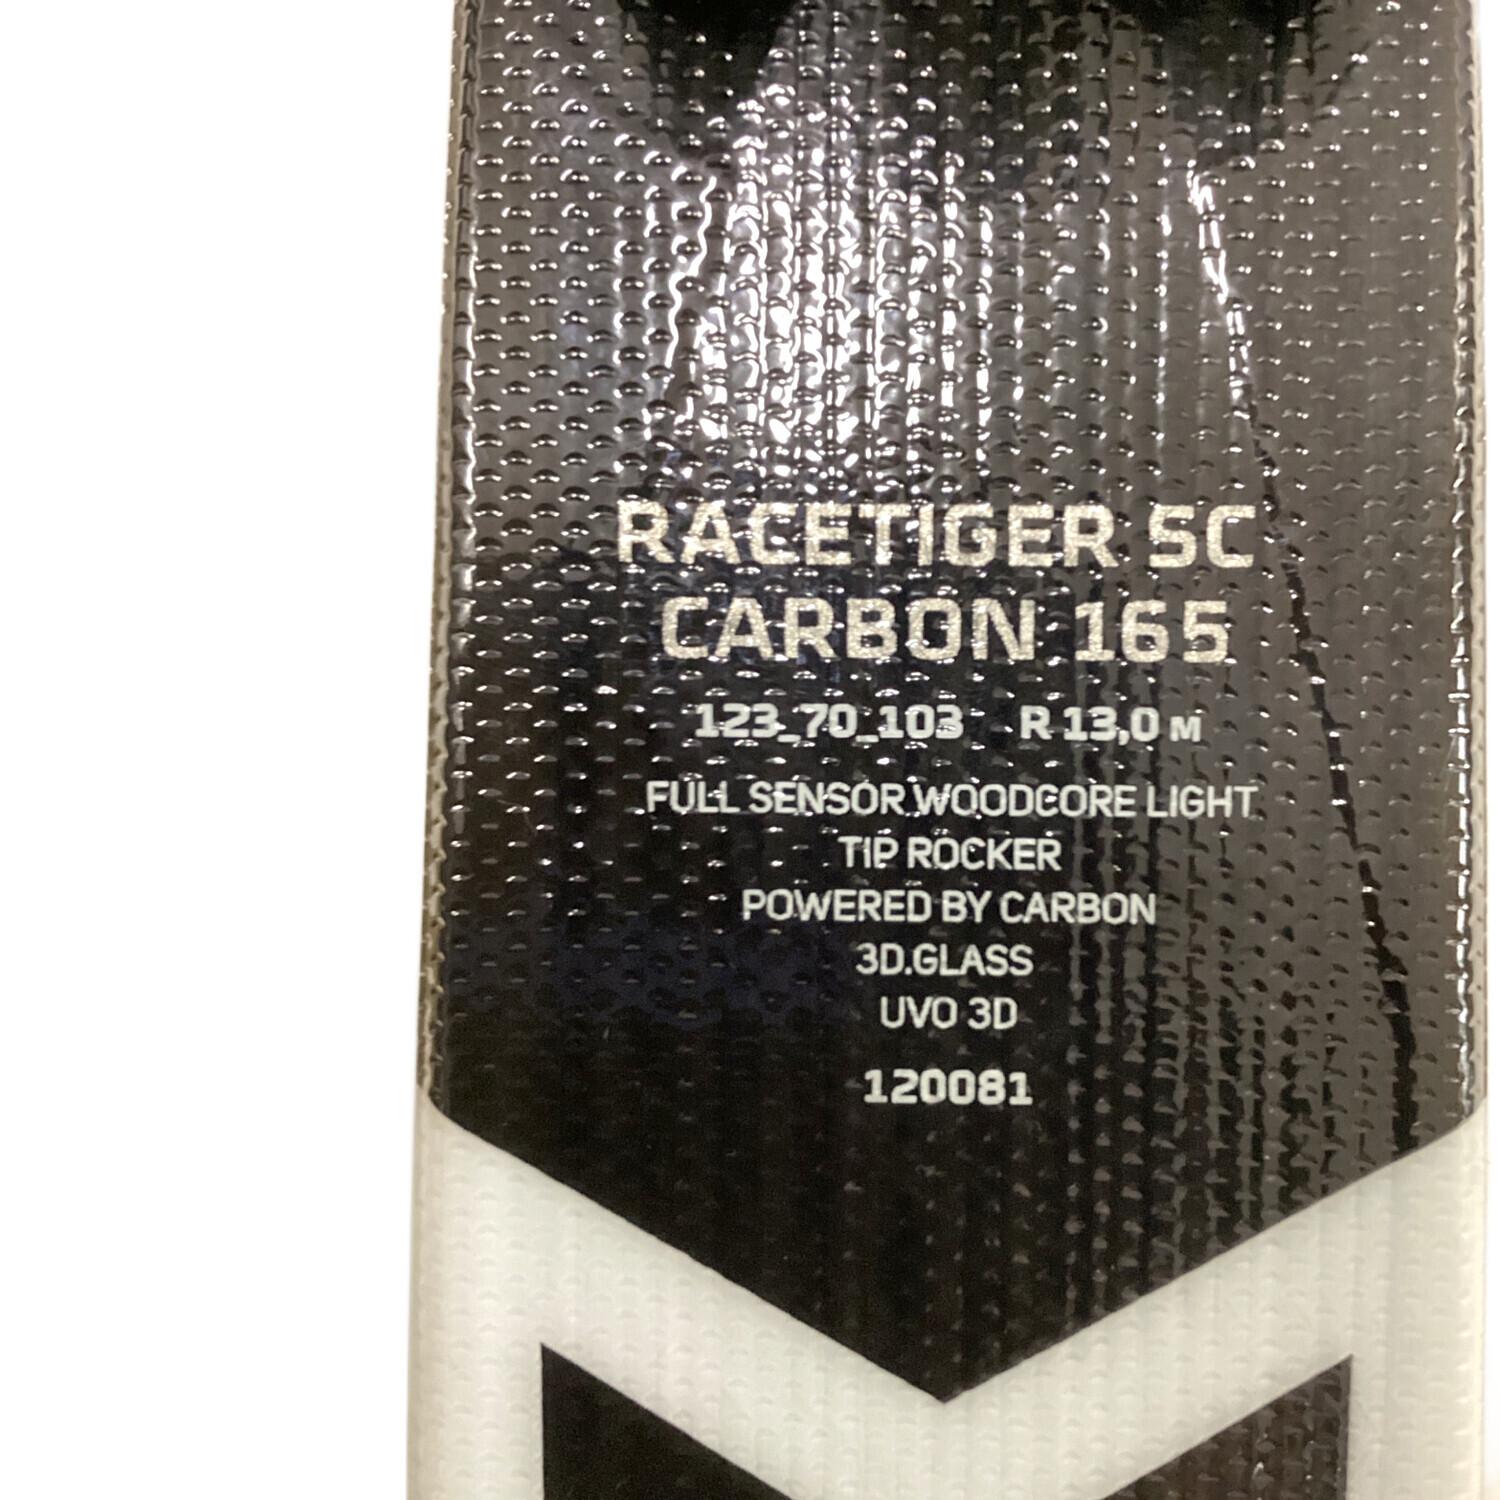 RACETIGER SC
CARBON 165
123_70_103 R 13,0 M
FULL SENSOR WOODCORE LIGHT
TIP ROCKER
POWERED BY CARBON
3D.GLASS
UVO 3D
120081